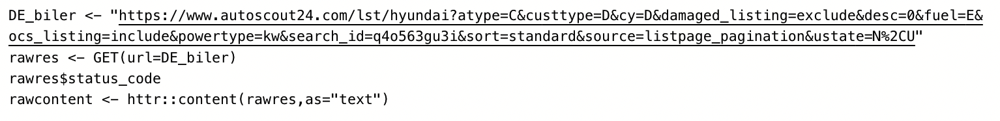 DE_biler <- "https://www.autoscout24.com/lst/hyundai?atype=C&custtype=D&cy=D&damaged_listing=exclude&desc=0&fuel=E&
ocs_listing=include&powertype=kw&search_id=q4o563gu3i&sort=standard&source=listpage_pagination&ustate=N%2CU"
rawres <- GET(url=DE_biler)
rawres$status_code
rawcontent <- httr::content(rawres,as="text")